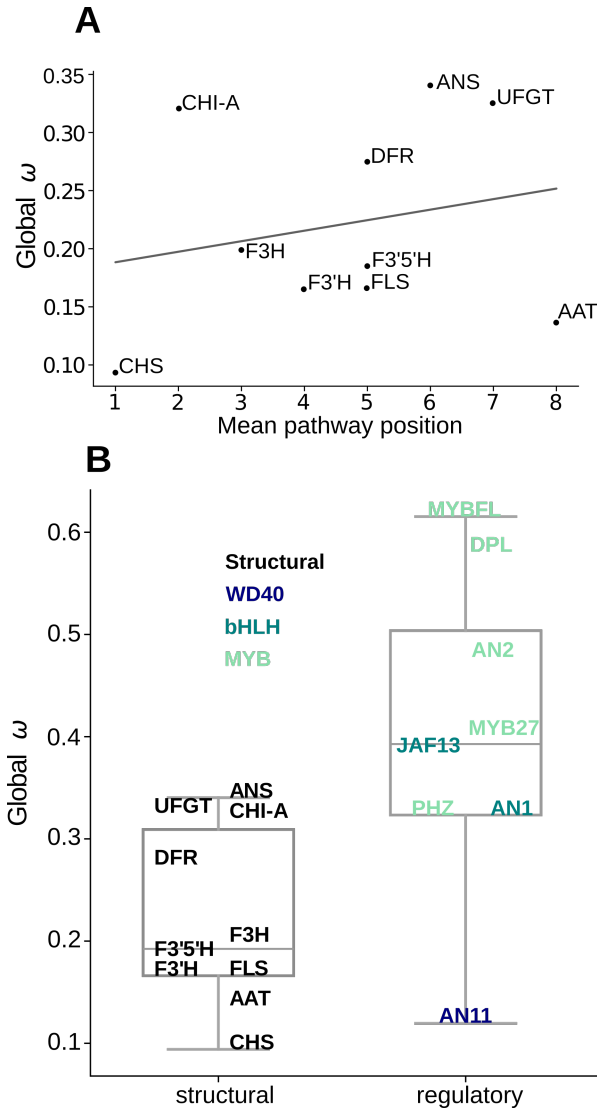 A
0.35
0.30
0.25
0.20
0.15
0.10
Global ω
CHI-A
ANS
UFGT
DFR
F3H
F3'5'H
F3'H
FLS
AAT
CHS
1 2 3 4 5 6 7 8
Mean pathway position
B
0.6
0.5
0.4
0.3
0.2
0.1
Global ω
Structural
WD40
bHLH
MYB
MYBFL
DPL
AN2
MYB27
JAF13
PHZ AN1
AN11
ANS
UFGT
CHI-A
DFR
F3H
F3'5'H
F3'H FLS
AAT
CHS
structural regulatory